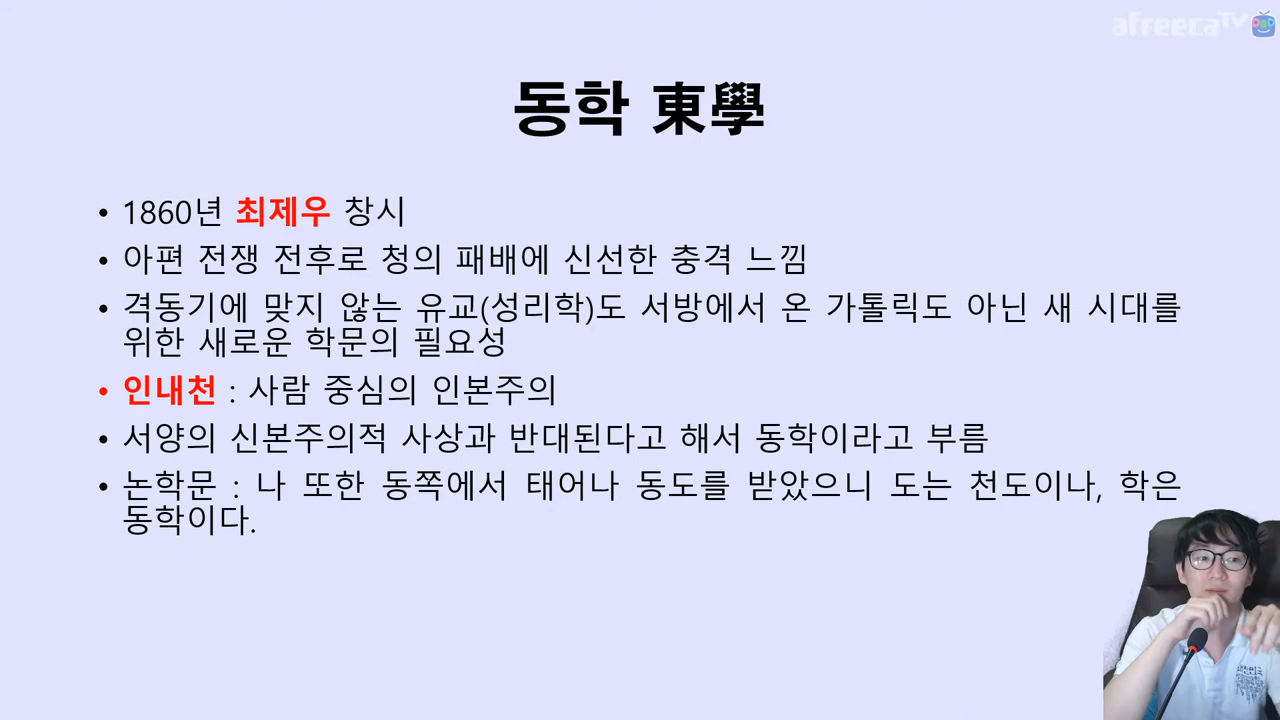 afreecaTV
동학 東學
• 1860년 최제우 창시
• 아편 전쟁 전후로 청의 패배에 신선한 충격 느낌
• 격동기에 맞지 않는 유교(성리학)도 서방에서 온 가톨릭도 아닌 새 시대를
위한 새로운 학문의 필요성
• 인내천 : 사람 중심의 인본주의
• 서양의 신본주의적 사상과 반대된다고 해서 동학이라고 부름
• 논학문 : 나 또한 동쪽에서 태어나 동도를 받았으니 도는 천도이나, 학은
동학이다.